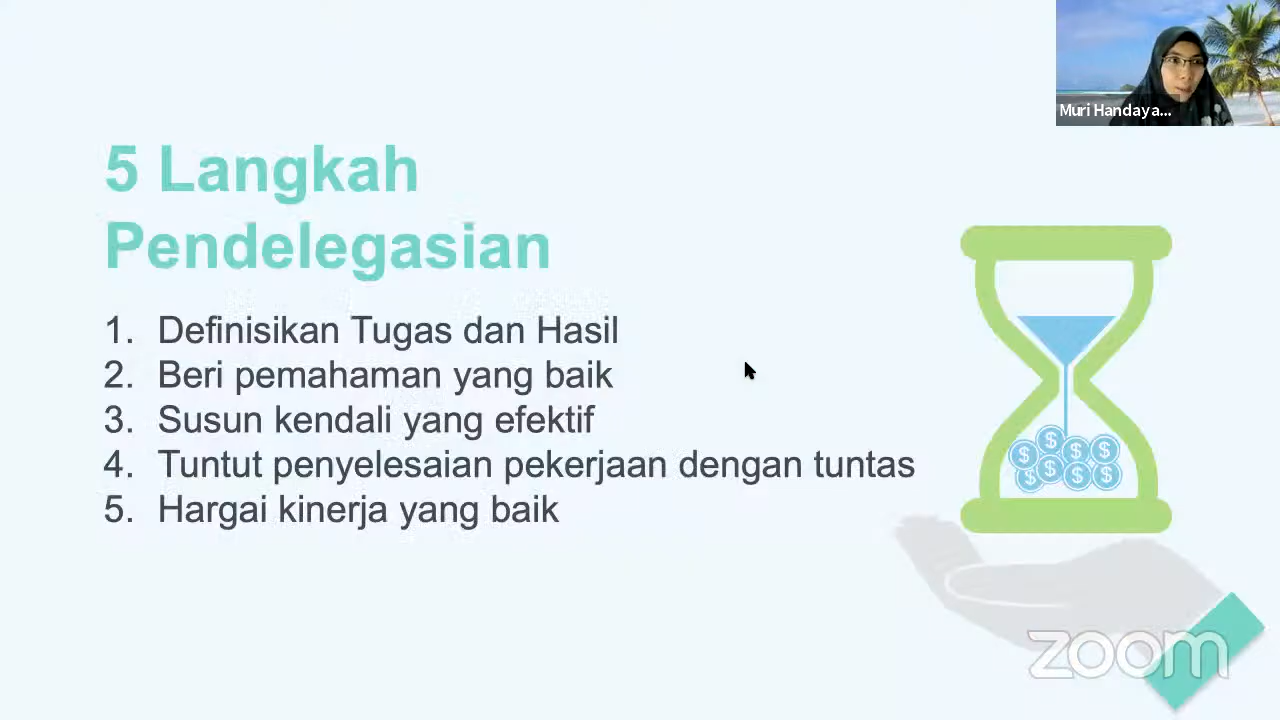 Muri Handaya...
5 Langkah
Pendelegasian
1. Definisikan Tugas dan Hasil
2. Beri pemahaman yang baik
3. Susun kendali yang efektif
4. Tuntut penyelesaian pekerjaan dengan tuntas
5. Hargai kinerja yang baik
$ $ $ $ $ $ $ $
zoom